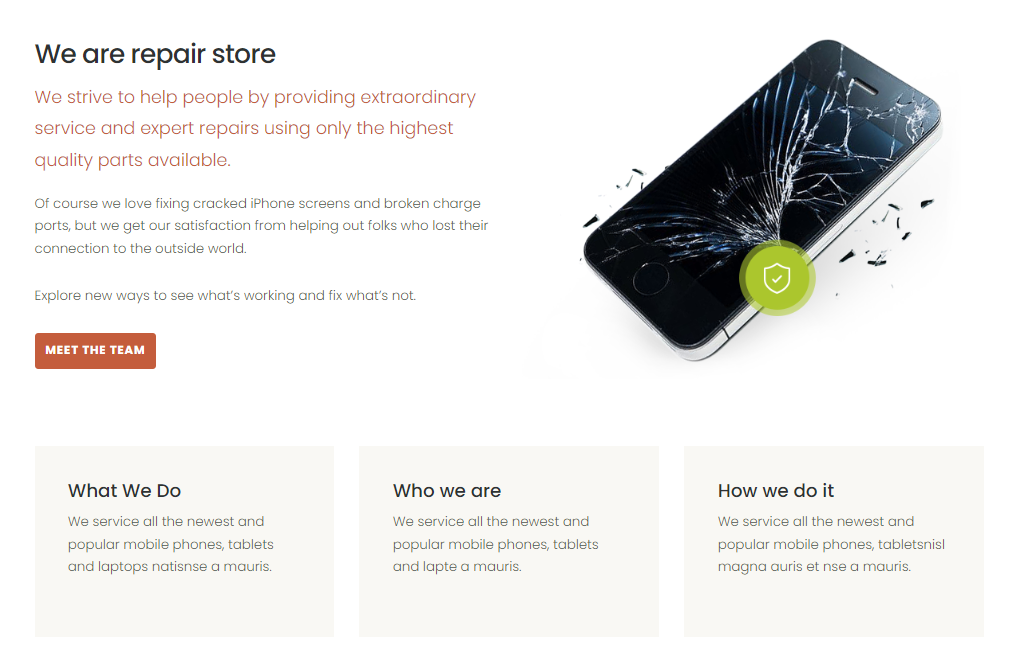 We are repair store
We strive to help people by providing extraordinary
service and expert repairs using only the highest
quality parts available.
Of course we love fixing cracked iPhone screens and broken charge
ports, but we get our satisfaction from helping out folks who lost their
connection to the outside world.
Explore new ways to see what's working and fix what's not.
MEET THE TEAM
What We Do
We service all the newest and
popular mobile phones, tablets
and laptops natisnse a mauris.
Who we are
We service all the newest and
popular mobile phones, tablets
and lapte a mauris.
How we do it
We service all the newest and
popular mobile phones, tabletsnisl
magna auris et nse a mauris.